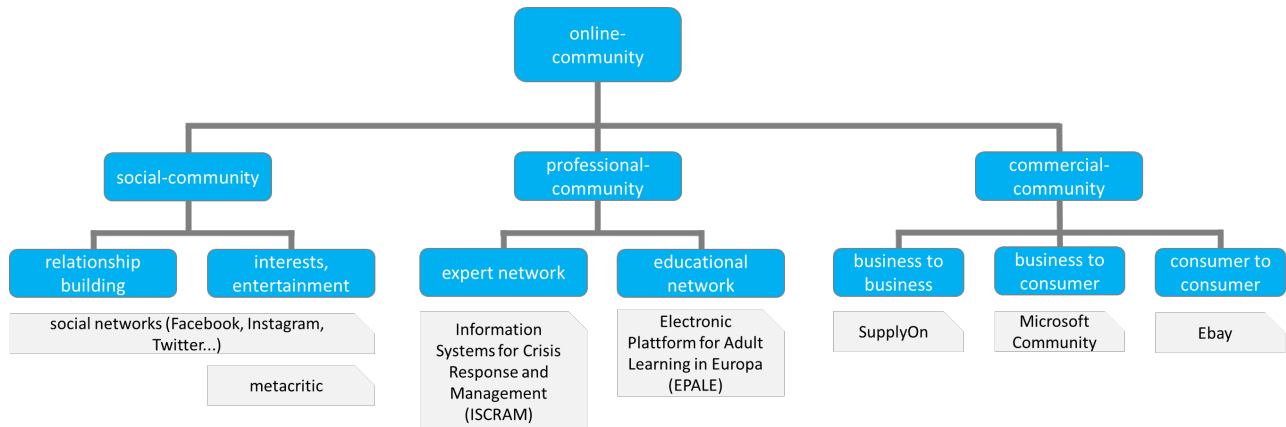 online-
community
social-community
professional-
community
commercial-
community
relationship
building
interests,
entertainment
expert network
educational
network
business to
business
business to
consumer
consumer to
consumer
social networks (Facebook, Instagram,
Twitter...)
metacritic
Information
Systems for Crisis
Response and
Management
(ISCRAM)
Electronic
Plattform for Adult
Learning in Europa
(EPALE)
SupplyOn
Microsoft
Community
Ebay